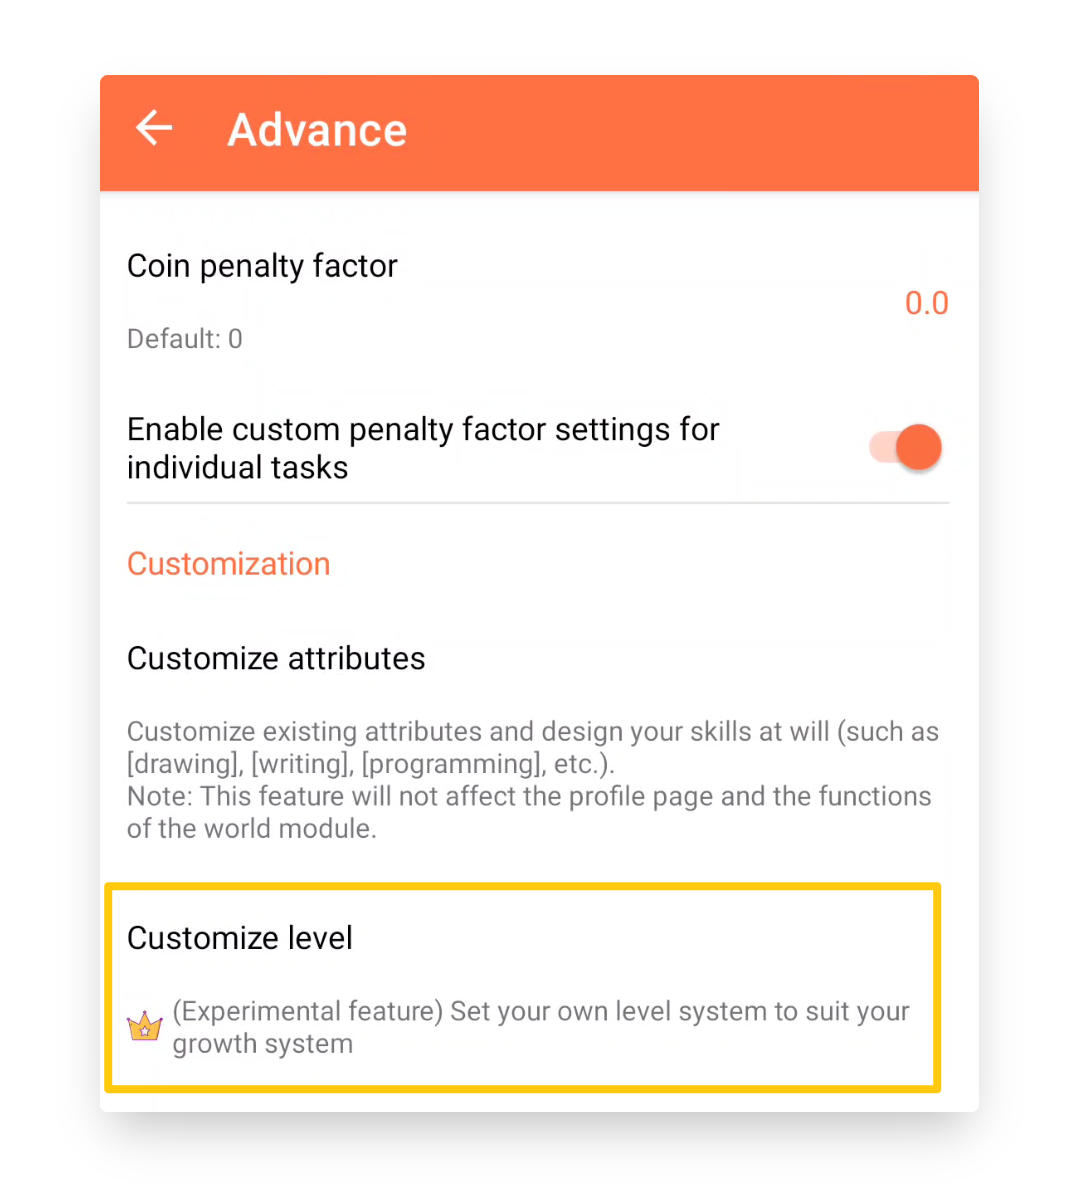 Advance
Coin penalty factor
0.0
Default: 0
Enable custom penalty factor settings for
individual tasks
Customization
Customize attributes
Customize existing attributes and design your skills at will (such as
[drawing], [writing], [programming], etc.).
Note: This feature will not affect the profile page and the functions
of the world module.
Customize level
(Experimental feature) Set your own level system to suit your
growth system